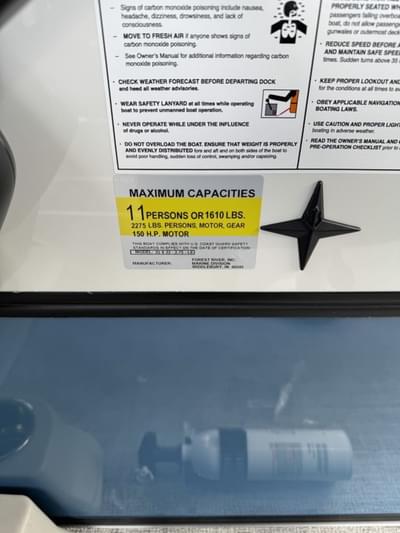 - Signs of carbon monoxide poisoning include nausea,
headache, dizziness, drowsiness, and lack of
consciousness.
- MOVE TO FRESH AIR if anyone shows signs of
carbon monoxide poisoning.
- See Owner's Manual for additional information regarding carbon
monoxide poisoning.
· CHECK WEATHER FORECAST BEFORE DEPARTING DOCK
and heed all weather advisories.
· WEAR SAFETY LANYARD at all times while operating
boat to prevent unmanned boat operation.
· NEVER OPERATE WHILE UNDER THE INFLUENCE
of drugs or alcohol.
· DO NOT OVERLOAD THE BOAT. ENSURE THAT WEIGHT IS PROPERLY
AND EVENLY DISTRIBUTED fore and aft and on both sides of the boat to
avoid poor handling, sudden loss of control, swamping and/or capsizing.
PROPERLY SEATED
passengers falling overboard
boat, do not allow
gunwales or outermost
· REDUCE SPEED BEFORE
AND MAINTAIN SAFE SPEED
times. Sudden turns above 35
· KEEP PROPER LOOKOUT AND
for the conditions at all times to
· OBEY APPLICABLE NAVIGATION
BOATING LAWS.
· USE CAUTION AND PROPER
boating in adverse weather.
· READ THE OWNER'S MANUAL AND
PRE-OPERATION CHECKLIST prior to
MAXIMUM CAPACITIES
11 PERSONS OR 1610 LBS.
2275 LBS. PERSONS, MOTOR, GEAR
150 H.P. MOTOR
THIS BOAT COMPLIES WITH U.S. COAST GUARD SAFETY
STANDARDS IN EFFECT ON THE DATE OF CERTIFICATION
MODEL:
MANUFACTURER: FOREST RIVER, INC.
MARINE DIVISION
MIDDLEBURY, IN